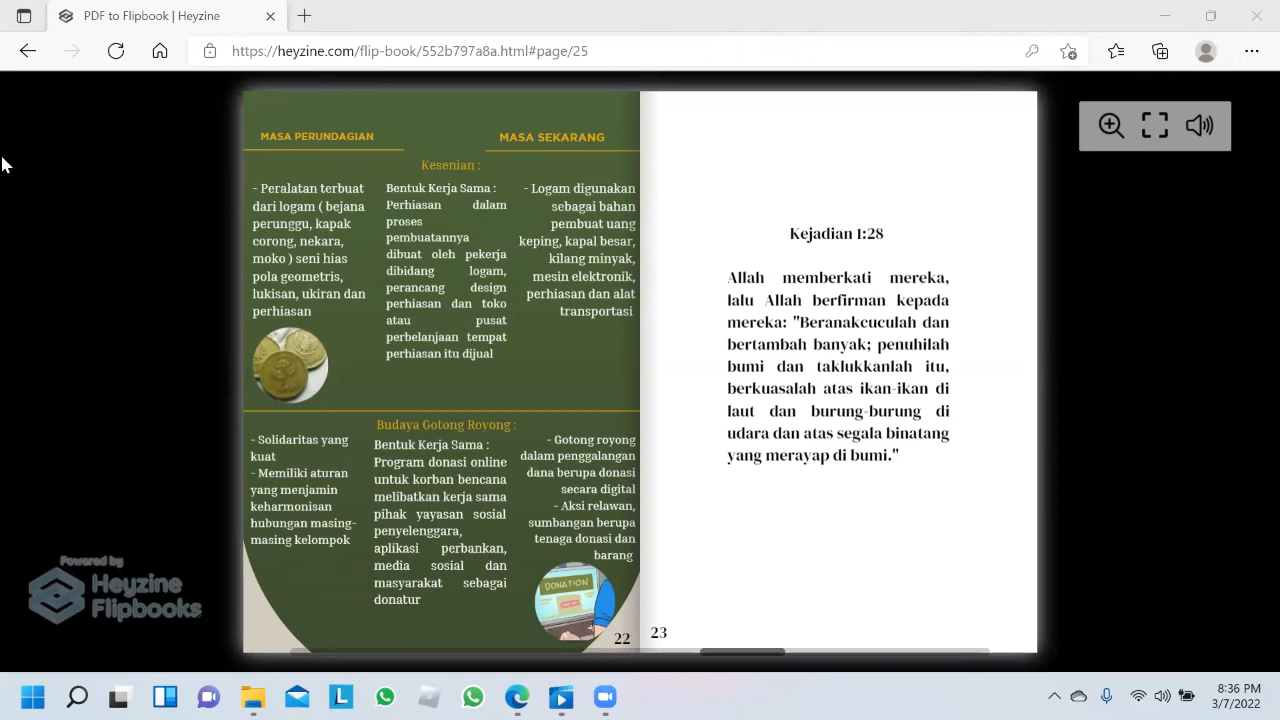 PDF to Flipbook | Heyzine
https://heyzine.com/flip-book/552b797a8a.html#page/25
MASA PERUNDAGIAN
MASA SEKARANG
Kesenian :
- Peralatan terbuat
dari logam ( bejana
perunggu, kapak
corong, nekara,
moko ) seni hias
pola geometris,
lukisan, ukiran dan
perhiasan
Bentuk Kerja Sama :
Perhiasan dalam
proses
pembuatannya
dibuat oleh pekerja
dibidang logam,
perancang design
perhiasan dan toko
atau pusat
perbelanjaan tempat
perhiasan itu dijual
- Logam digunakan
sebagai bahan
pembuat uang
keping, kapal besar,
kilang minyak,
mesin elektronik,
perhiasan dan alat
transportasi
Budaya Gotong Royong :
- Solidaritas yang
kuat
- Memiliki aturan
yang menjamin
keharmonisan
hubungan masing-
masing kelompok
Bentuk Kerja Sama :
Program donasi online
untuk korban bencana
melibatkan kerja sama
pihak yayasan sosial
penyelenggara,
aplikasi perbankan,
media sosial dan
masyarakat sebagai
donatur
- Gotong royong
dalam penggalangan
dana berupa donasi
secara digital
- Aksi relawan,
sumbangan berupa
tenaga donasi dan
barang
DONATION
22
Kejadian 1:28
Allah memberkati mereka,
lalu Allah berfirman kepada
mereka: "Beranakcuculah dan
bertambah banyak; penuhilah
bumi dan taklukkanlah itu,
berkuasalah atas ikan-ikan di
laut dan burung-burung di
udara dan atas segala binatang
yang merayap di bumi."
23
Powered by
Heyzine
Flipbooks
L
8:36 PM
3/7/2022